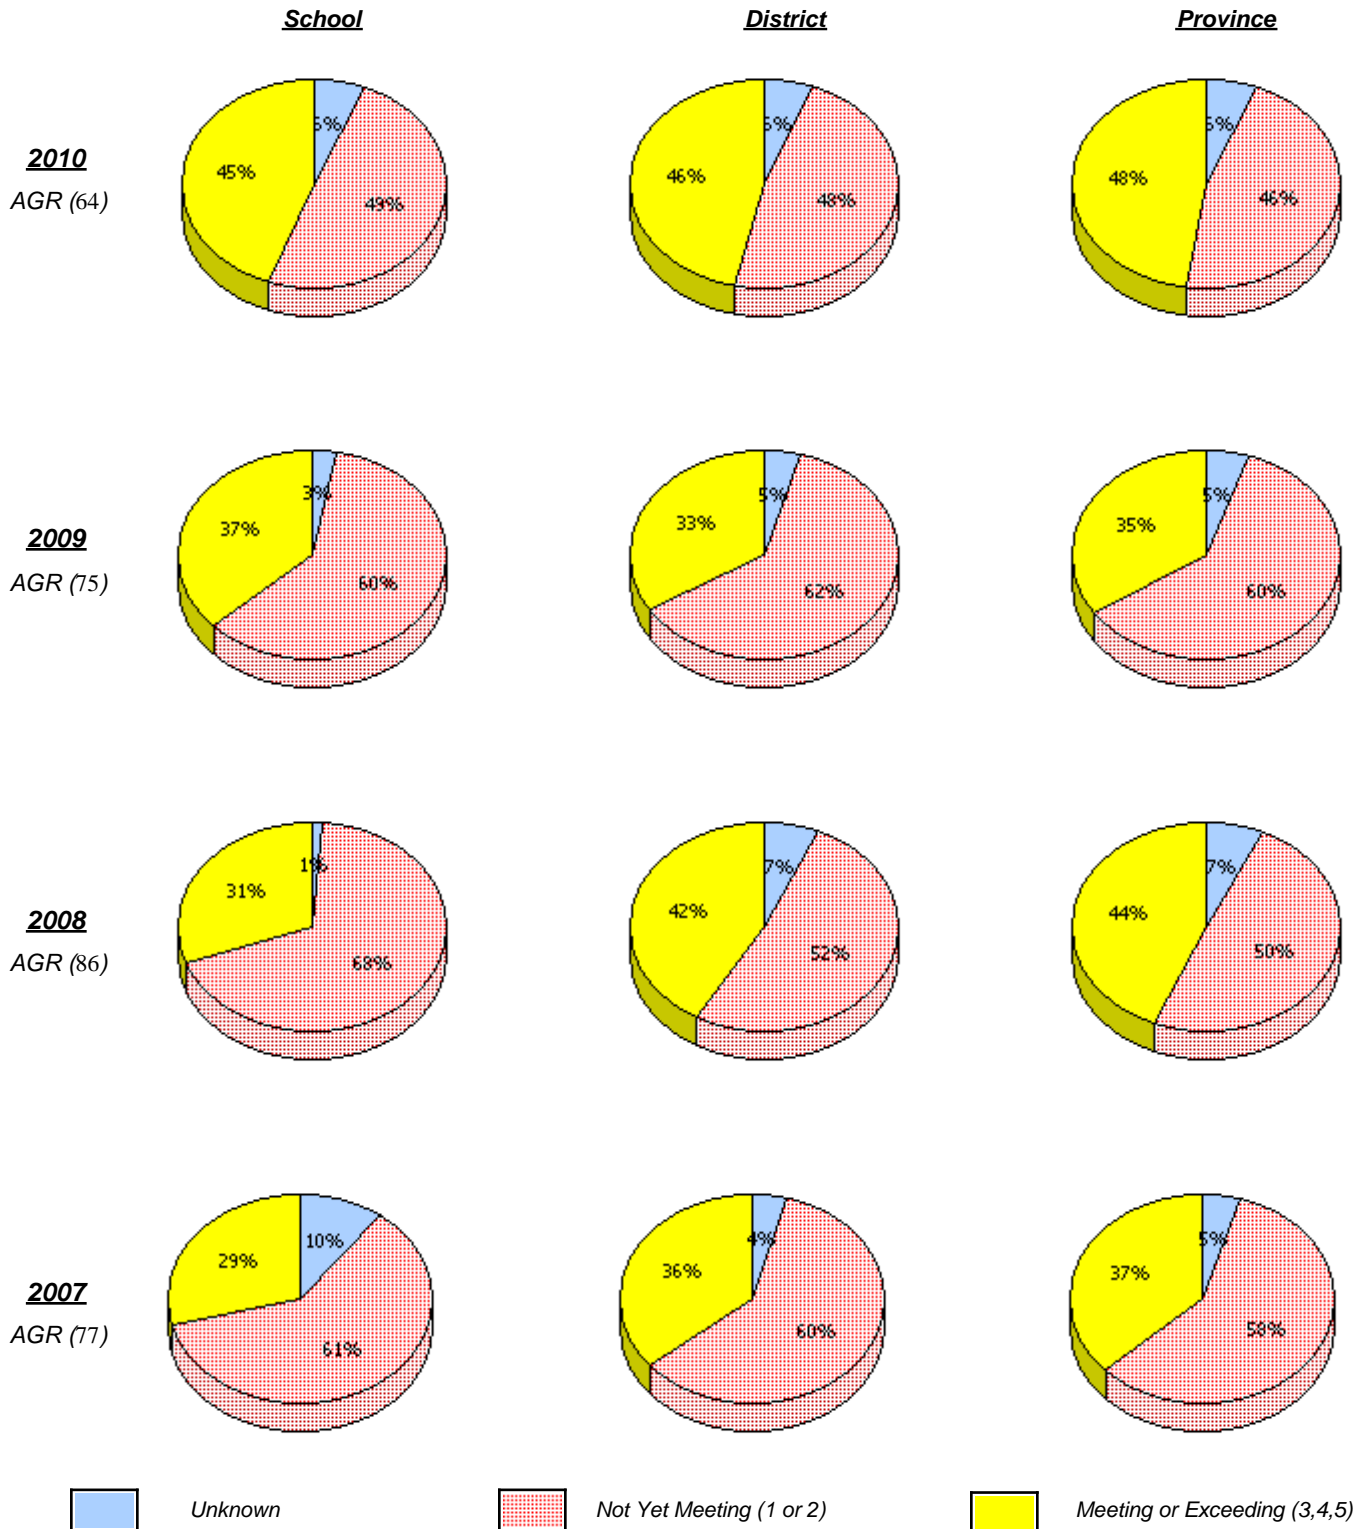 School District Province
6% 6% 6%
2010
45% 49% 46% 48% 48% 46%
AGR (64)
3% 5% 5%
2009
37% 60% 33% 62% 35% 60%
AGR (75)
1% 7% 7%
2008
31% 68% 42% 52% 44% 50%
AGR (86)
10% 4% 5%
2007
29% 61% 36% 60% 37% 58%
AGR (77)
Unknown Not Yet Meeting (1 or 2) Meeting or Exceeding (3,4,5)